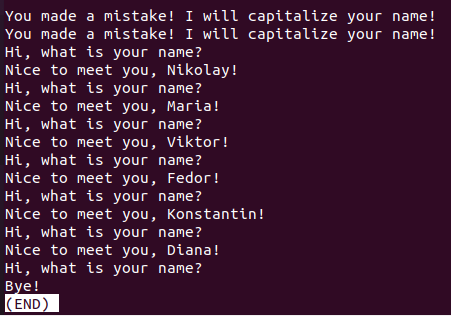 You made a mistake! I will capitalize your name!
You made a mistake! I will capitalize your name!
Hi, what is your name?
Nice to meet you, Nikolay!
Hi, what is your name?
Nice to meet you, Maria!
Hi, what is your name?
Nice to meet you, Viktor!
Hi, what is your name?
Nice to meet you, Fedor!
Hi, what is your name?
Nice to meet you, Konstantin!
Hi, what is your name?
Nice to meet you, Diana!
Hi, what is your name?
Bye!
(END)